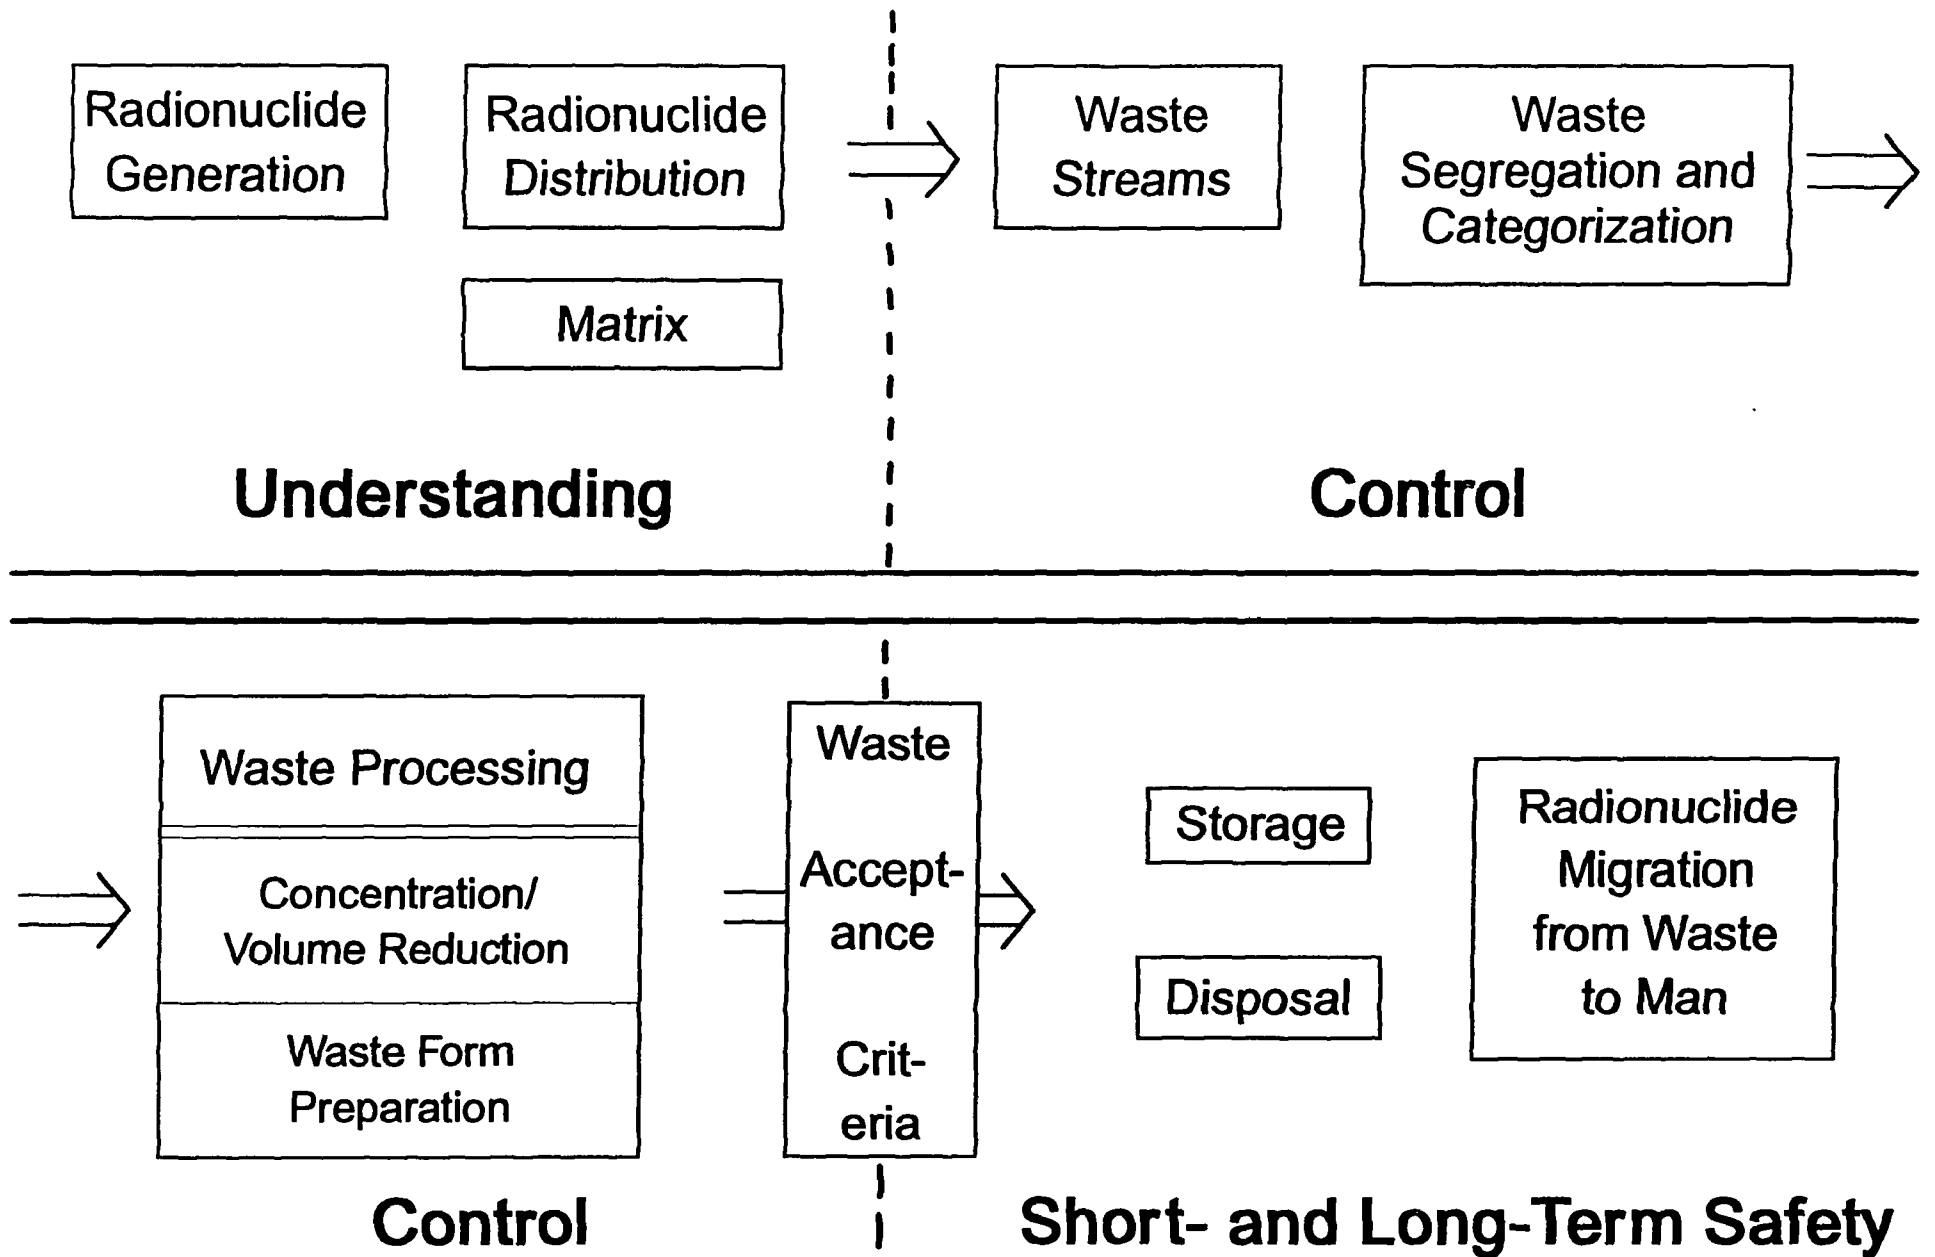 Radionuclide
Generation
Radionuclide
Distribution
Matrix
Understanding
Waste
Streams
Waste
Segregation and
Categorization
Control
Waste Processing
Concentration/
Volume Reduction
Waste Form
Preparation
Control
Waste
Accept-
ance
Crit-
eria
Storage
Disposal
Radionuclide
Migration
from Waste
to Man
Short- and Long-Term Safety